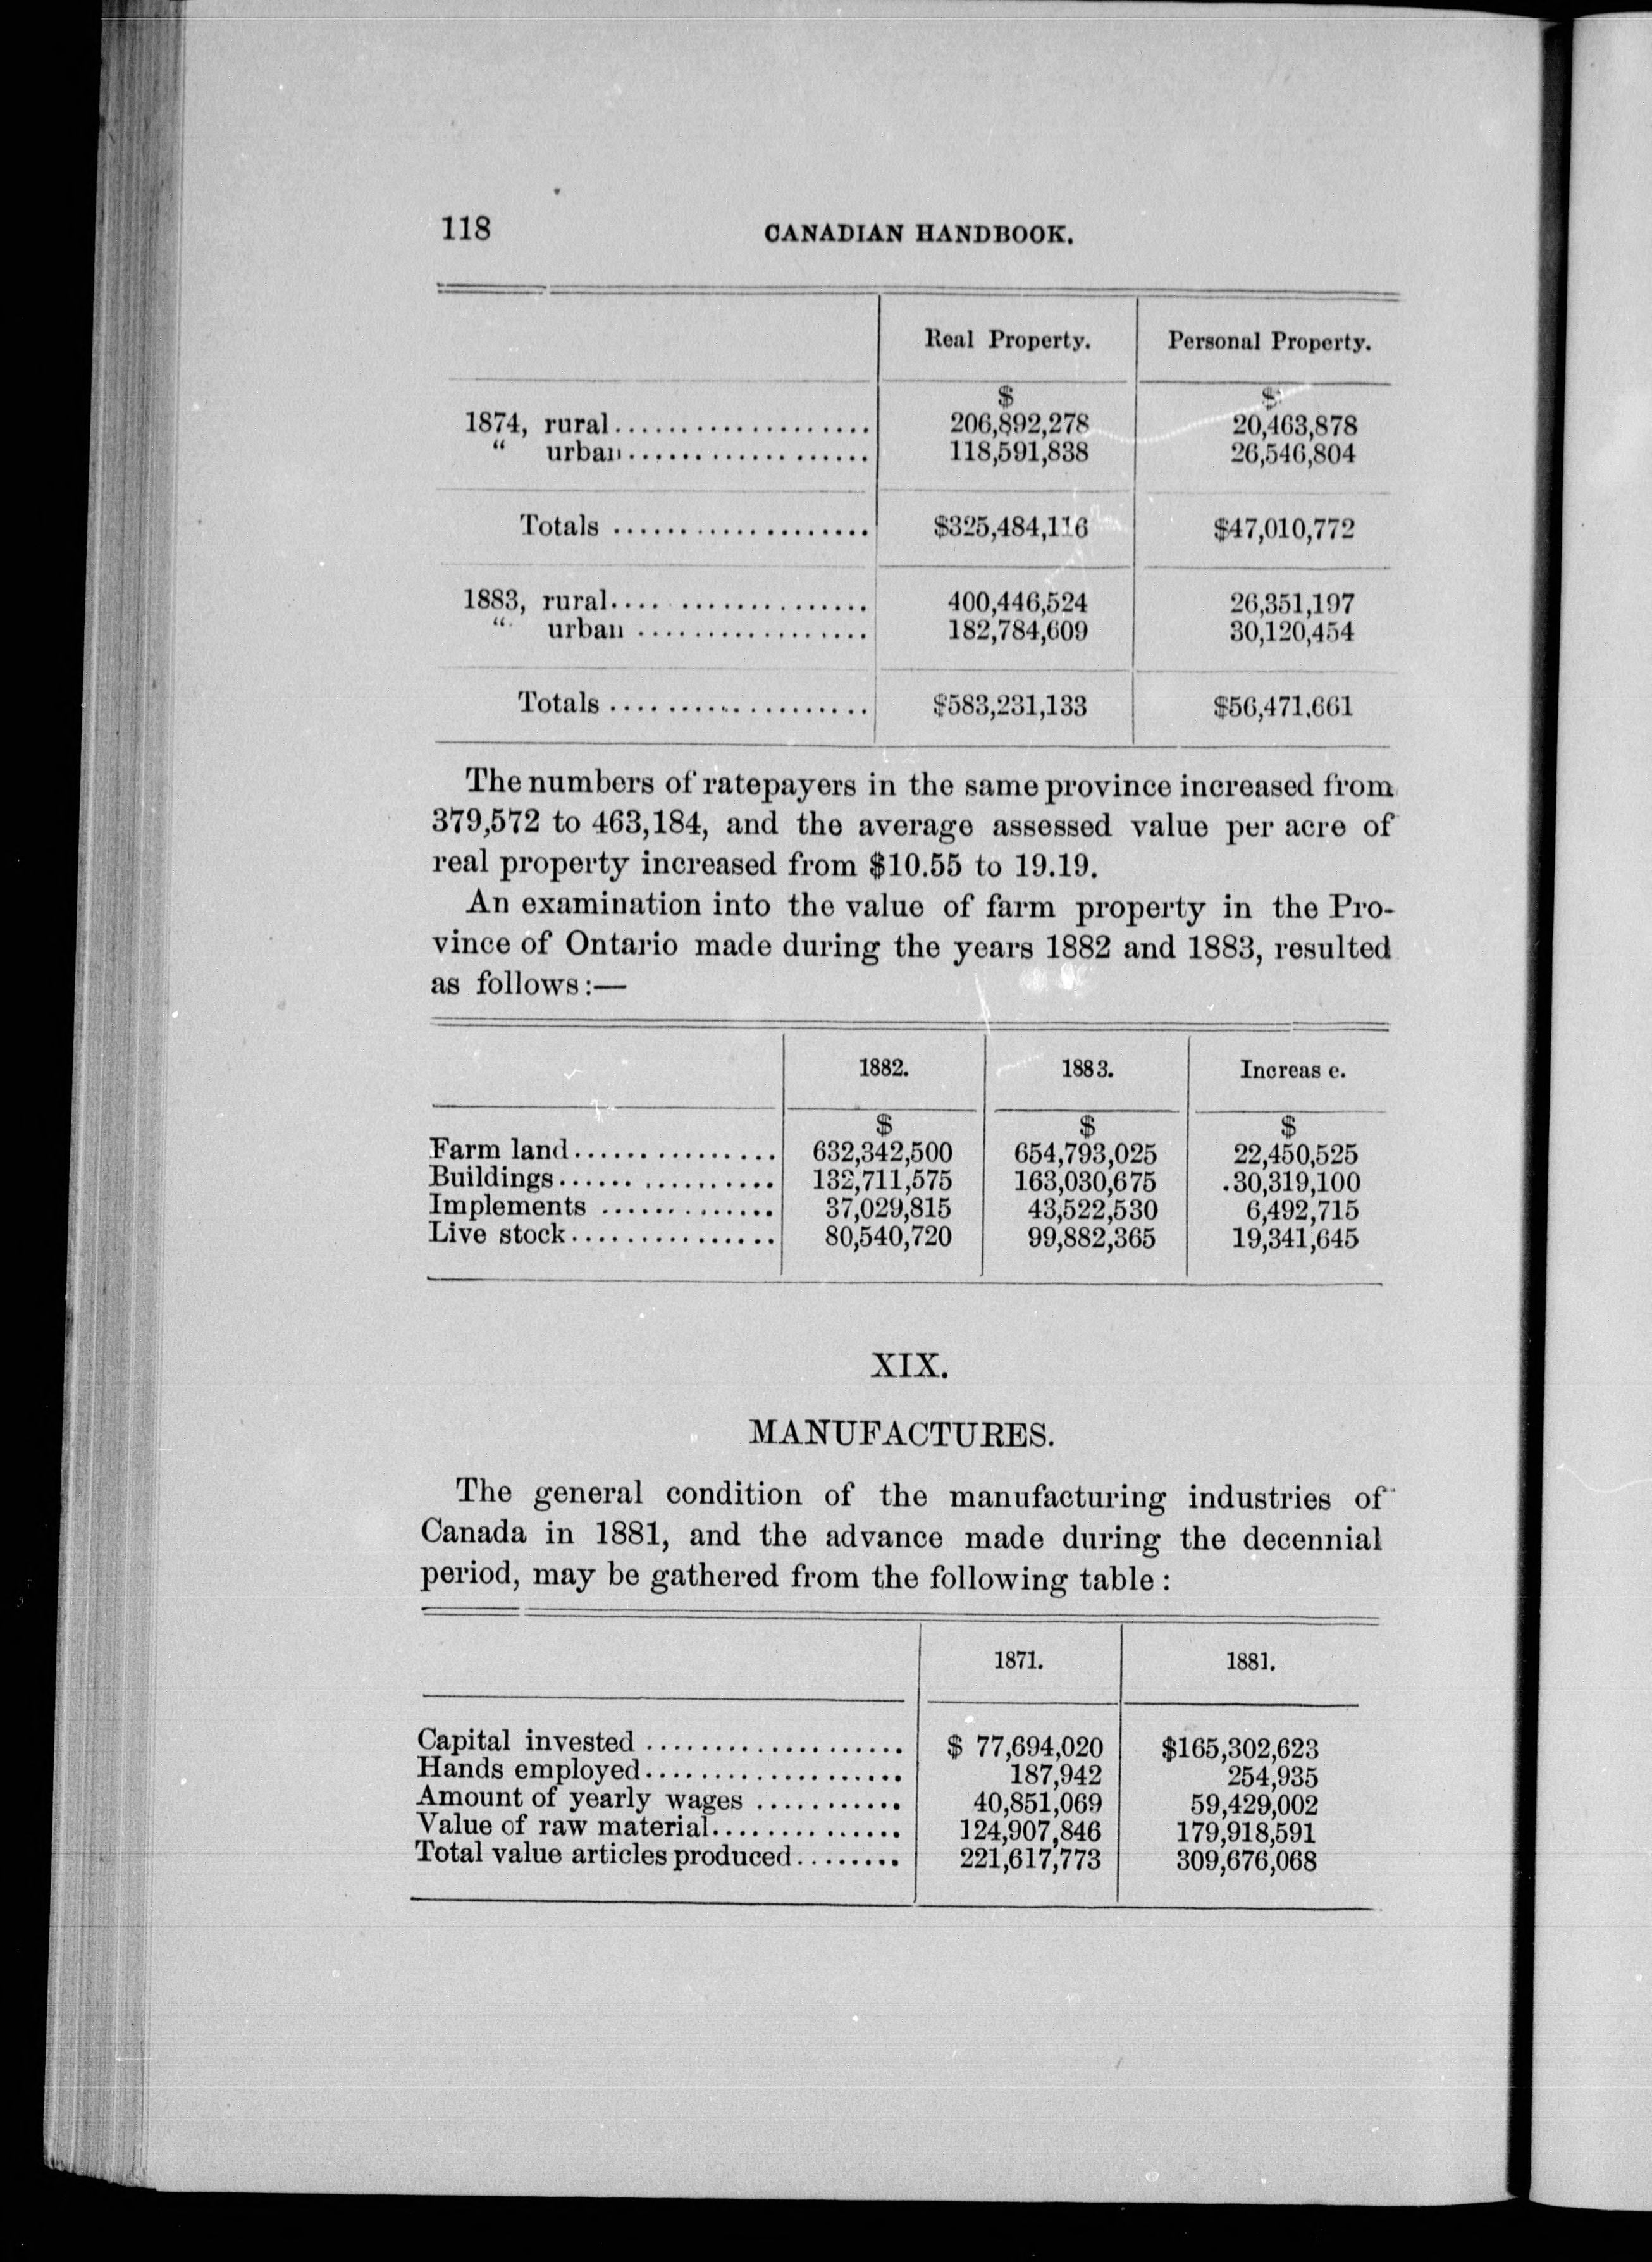 118 CANADIAN HANDBOOK.
Real Property. Personal Property.
$ $
1874, rural................... 206,892,278 20,463,878
“ urban.................. 118,591,838 26,546,804
Totals ................... $325,484,116 $47,010,772
1883, rural.... .............. 400,446,524 26,351,197
“ urban ................. 182,784,609 30,120,454
Totals ................... $583,231,133 $56,471.661
The numbers of ratepayers in the same province increased from
379,572 to 463,184, and the average assessed value per acre of
real property increased from $10.55 to 19.19.
An examination into the value of farm property in the Pro-
vince of Ontario made during the years 1882 and 1883, resulted
as follows:—
1882. 1883. Increas e.
$ $ $
Farm land............... 632,342,500 654,793,025 22,450,525
Buildings...... .......... 132,711,575 163,030,675 .30,319,100
Implements ............. 37,029,815 43,522,530 6,492,715
Live stock............... 80,540,720 99,882,365 19,341,645
XIX.
MANUFACTURES.
The general condition of the manufacturing industries of
Canada in 1881, and the advance made during the decennial
period, may be gathered from the following table :
1871. 1881.
Capital invested ................... $ 77,694,020 $165,302,623
Hands employed................... 187,942 254,935
Amount of yearly wages ........... 40,851,069 59,429,002
Value of raw material.............. 124,907,846 179,918,591
Total value articles produced........ 221,617,773 309,676,068